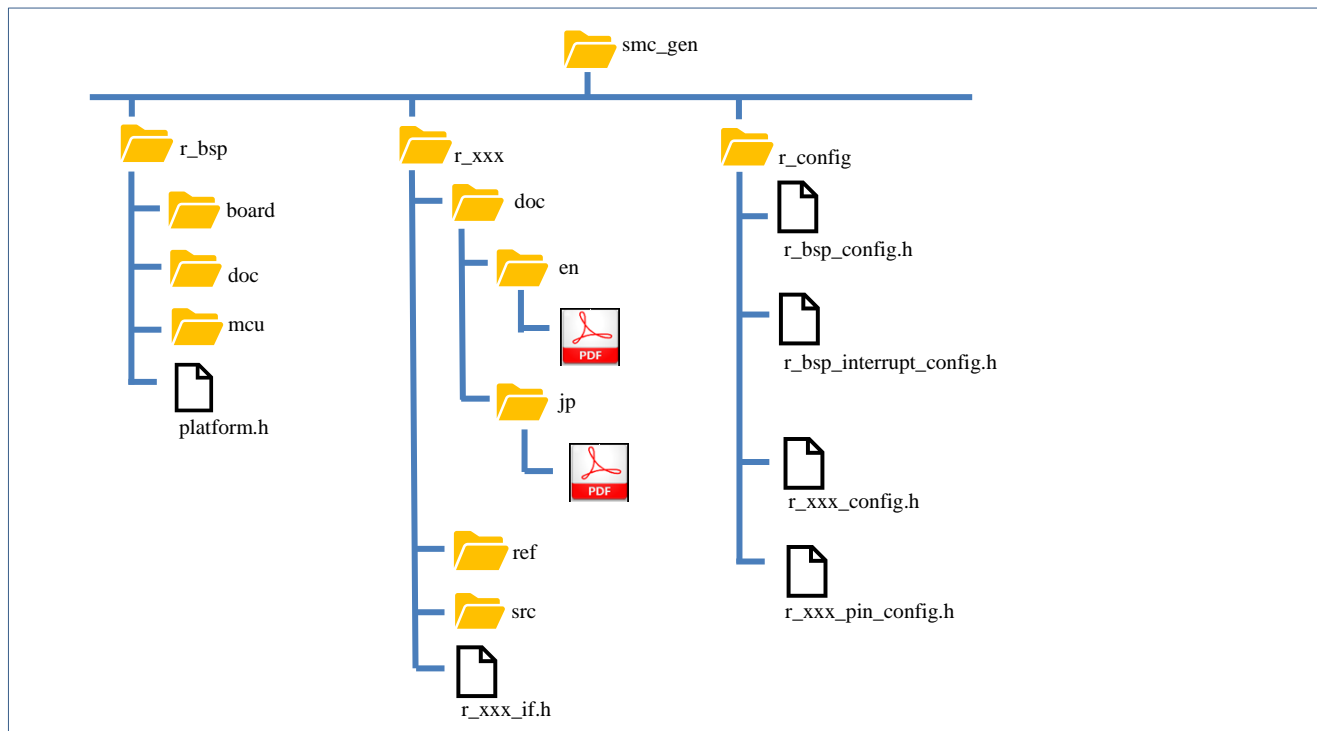 smc_gen
r_bsp
board
doc
mcu
platform.h
r_xxx
doc
en
PDF
jp
PDF
ref
src
r_xxx_if.h
r_config
r_bsp_config.h
r_bsp_interrupt_config.h
r_xxx_config.h
r_xxx_pin_config.h